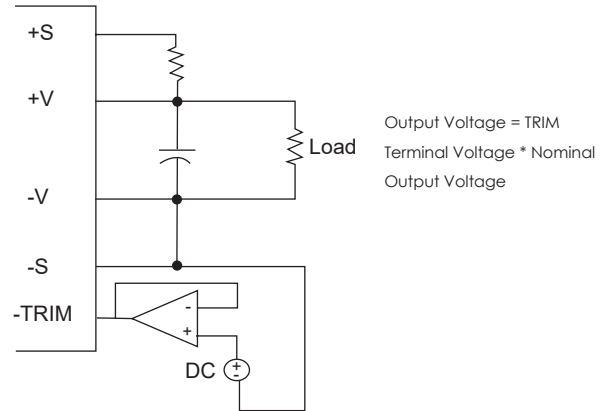 +S
+V
Load
Output Voltage = TRIM
Terminal Voltage * Nominal
Output Voltage
-V
-S
-TRIM
-
+
DC
+
-